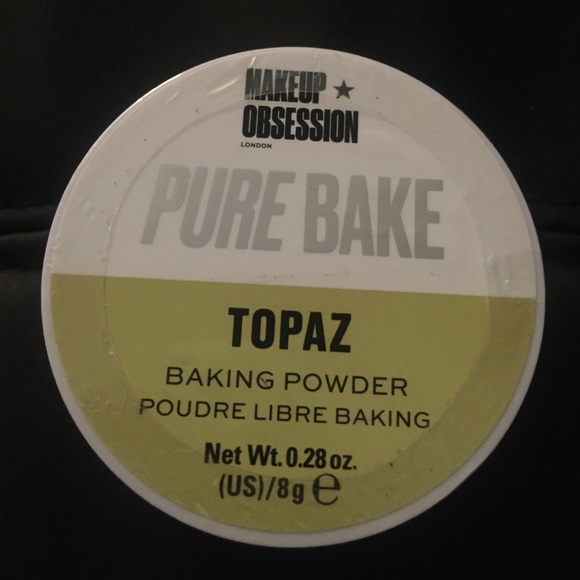 MAKEUP ★
OBSESSION
LONDON
PURE BAKE
TOPAZ
BAKING POWDER
POUDRE LIBRE BAKING
Net Wt. 0.28 oz.
(US)/8g ℮